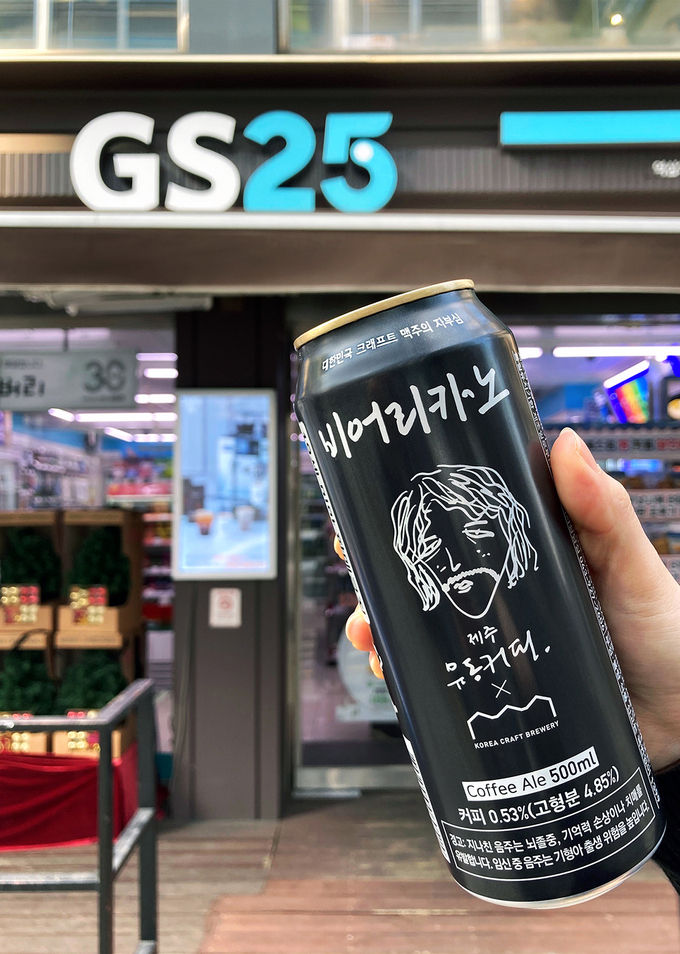 GS25
대한민국 크래프트 맥주의 자부심
비어리카노
제주
유동커피.
×
KOREA CRAFT BREWERY
Coffee Ale 500ml
커피 0.53%(고형분 4.85%)
경고: 지나친 음주는 뇌졸중, 기억력 손상이나 치매를
유발합니다. 임신 중 음주는 기형아 출생 위험을 높입니다.